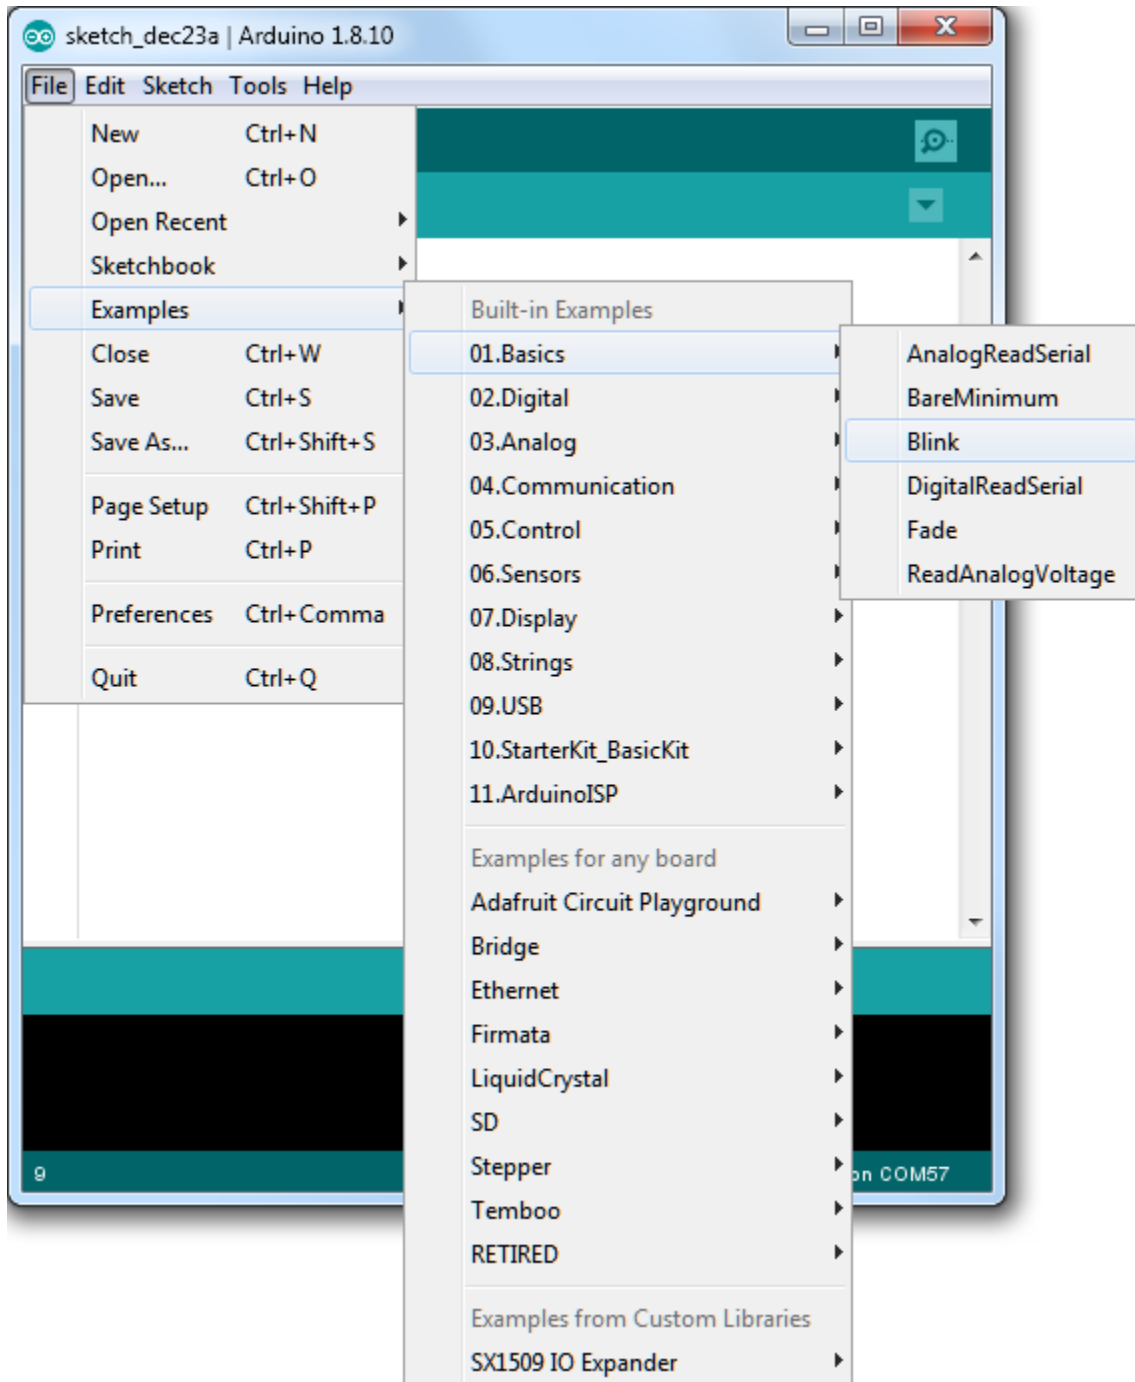 sketch_dec23a | Arduino 1.8.10
File Edit Sketch Tools Help
New Ctrl+N
Open... Ctrl+O
Open Recent
Sketchbook
Examples
Close Ctrl+W
Save Ctrl+S
Save As... Ctrl+Shift+S
Page Setup Ctrl+Shift+P
Print Ctrl+P
Preferences Ctrl+Comma
Quit Ctrl+Q
Built-in Examples
01.Basics
02.Digital
03.Analog
04.Communication
05.Control
06.Sensors
07.Display
08.Strings
09.USB
10.StarterKit_BasicKit
11.ArduinoISP
Examples for any board
Adafruit Circuit Playground
Bridge
Ethernet
Firmata
LiquidCrystal
SD
Stepper
Temboo
RETIRED
Examples from Custom Libraries
SX1509 IO Expander
AnalogReadSerial
BareMinimum
Blink
DigitalReadSerial
Fade
ReadAnalogVoltage
9 on COM57